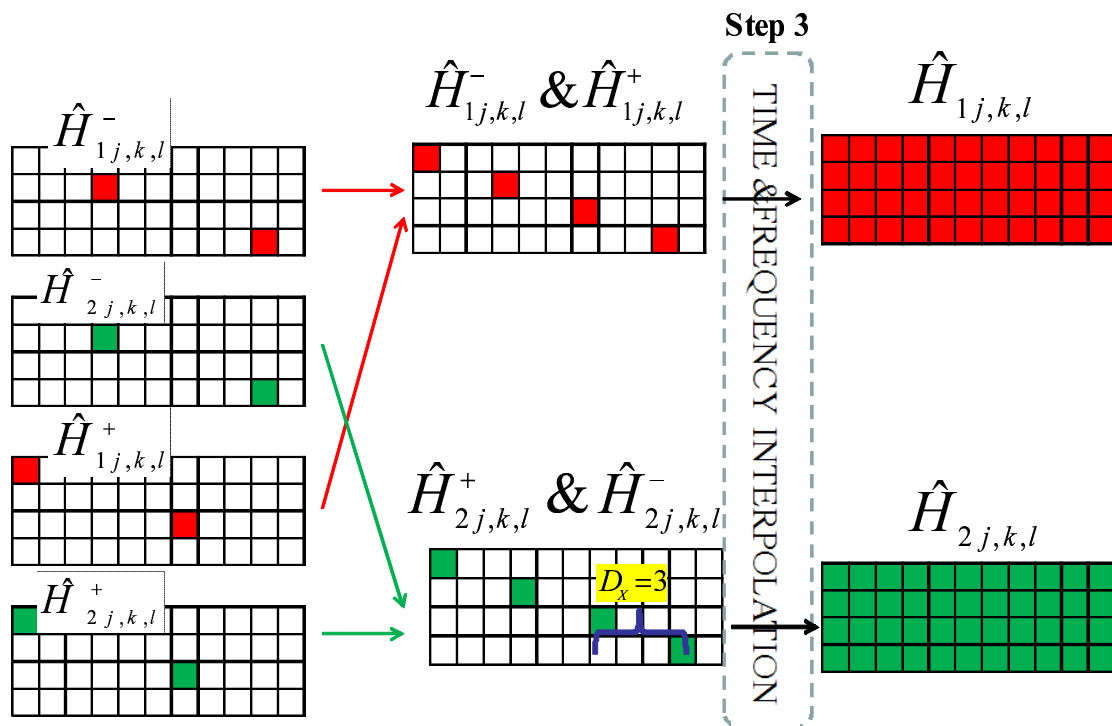 Step 3
Ĥ⁻₁ⱼ,ₖ,ₗ
Ĥ⁻₂ⱼ,ₖ,ₗ
Ĥ⁺₁ⱼ,ₖ,ₗ
Ĥ⁺₂ⱼ,ₖ,ₗ
Ĥ⁻₁ⱼ,ₖ,ₗ & Ĥ⁺₁ⱼ,ₖ,ₗ
Ĥ⁺₂ⱼ,ₖ,ₗ & Ĥ⁻₂ⱼ,ₖ,ₗ
Dₓ=3
TIME &FREQUENCY INTERPOLATION
Ĥ₁ⱼ,ₖ,ₗ
Ĥ₂ⱼ,ₖ,ₗ